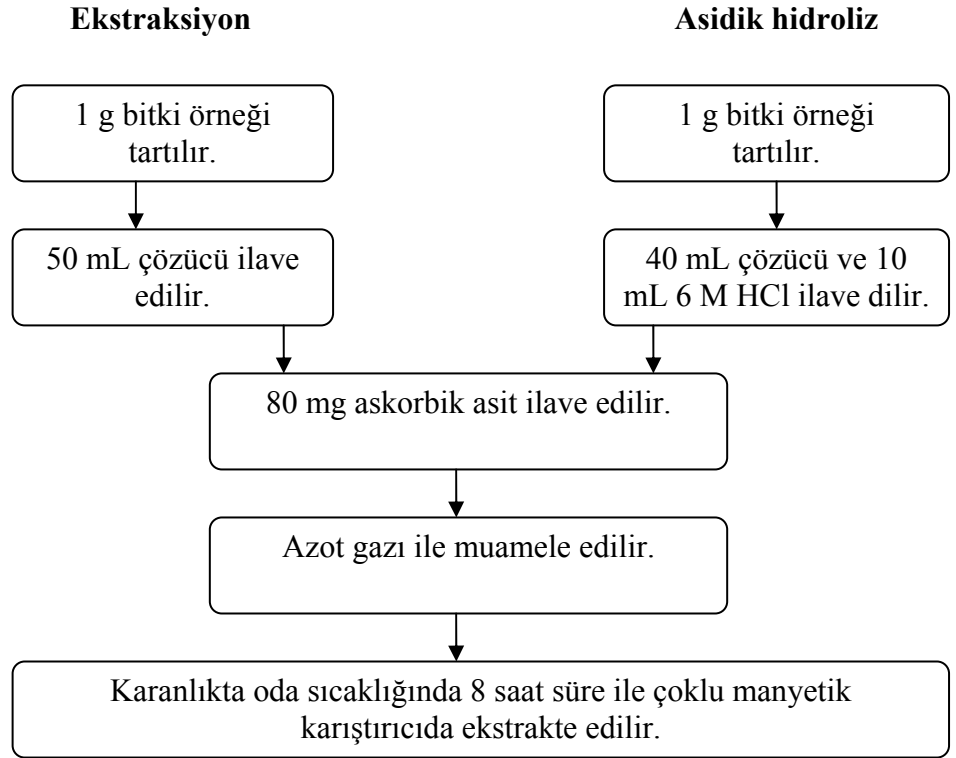 Ekstraksiyon
Asidik hidroliz
1 g bitki örneği
tartılır.
1 g bitki örneği
tartılır.
50 mL çözücü ilave
edilir.
40 mL çözücü ve 10
mL 6 M HCl ilave dilir.
80 mg askorbik asit ilave edilir.
Azot gazı ile muamele edilir.
Karanlıkta oda sıcaklığında 8 saat süre ile çoklu manyetik
karıştırıcıda ekstrakte edilir.